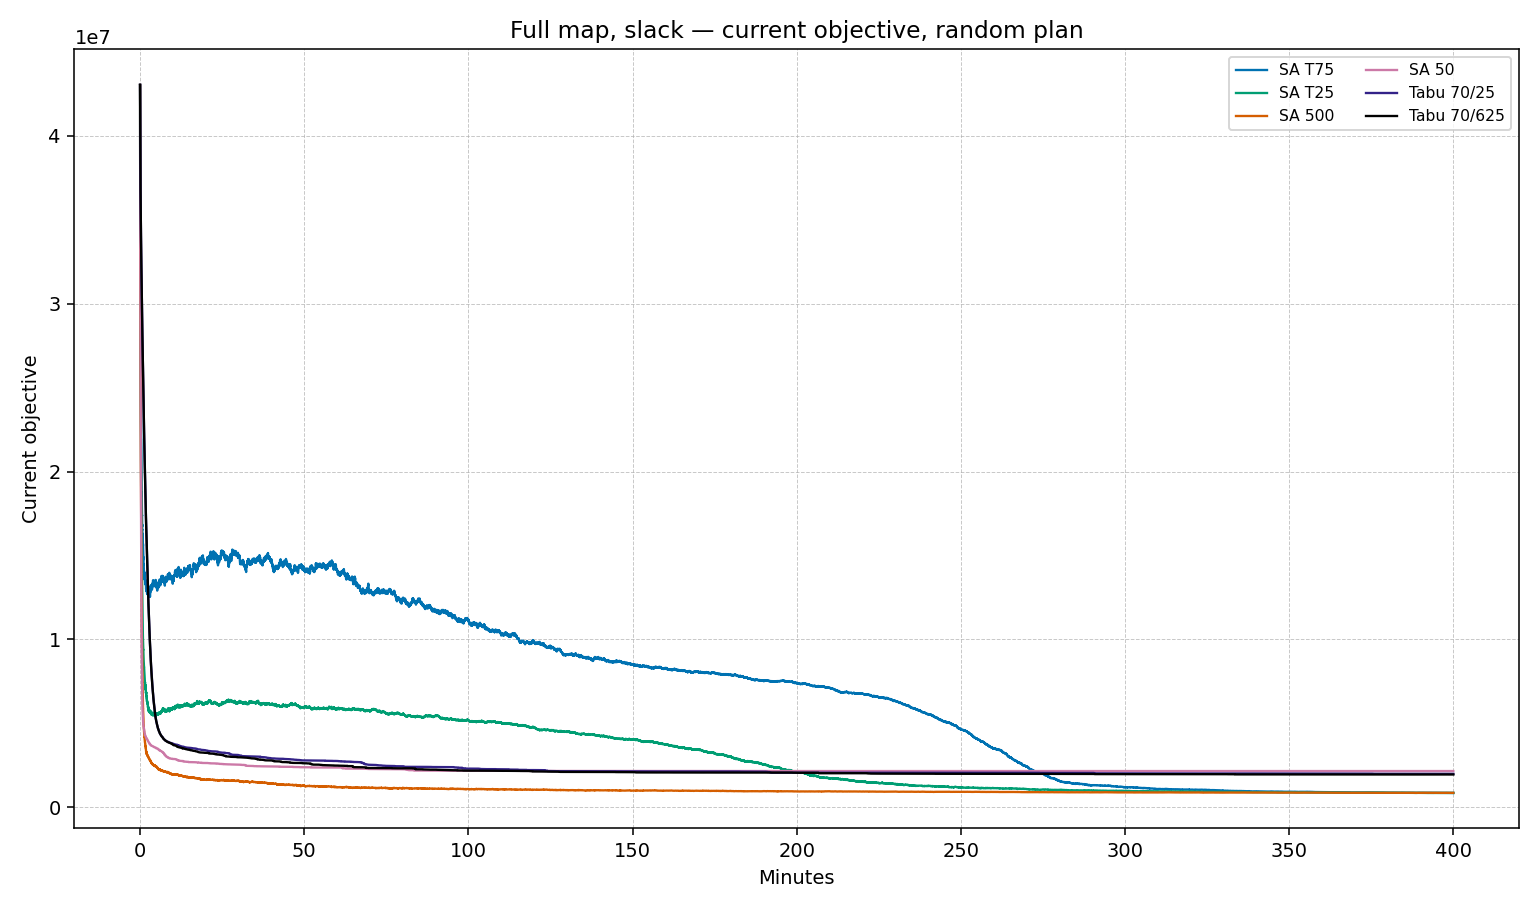 Full map, slack — current objective, random plan
1e7
SA T75
SA T25
SA 500
SA 50
Tabu 70/25
Tabu 70/625
Current objective
4
3
2
1
0
0 50 100 150 200 250 300 350 400
Minutes